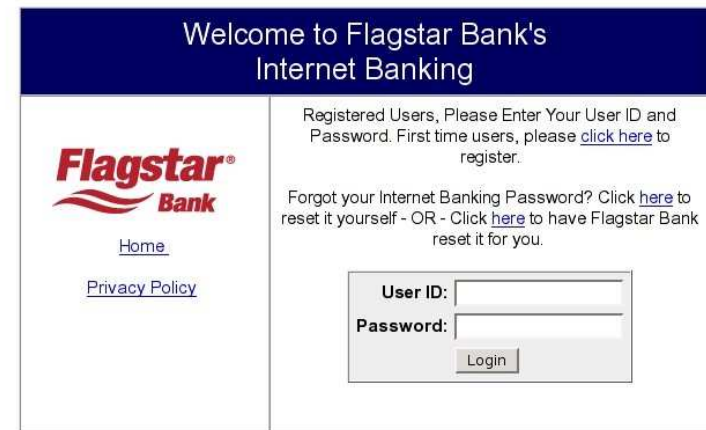 Welcome to Flagstar Bank's
Internet Banking
Flagstar®
Bank
Home
Privacy Policy
Registered Users, Please Enter Your User ID and
Password. First time users, please click here to
register.
Forgot your Internet Banking Password? Click here to
reset it yourself - OR - Click here to have Flagstar Bank
reset it for you.
User ID:
Password:
Login